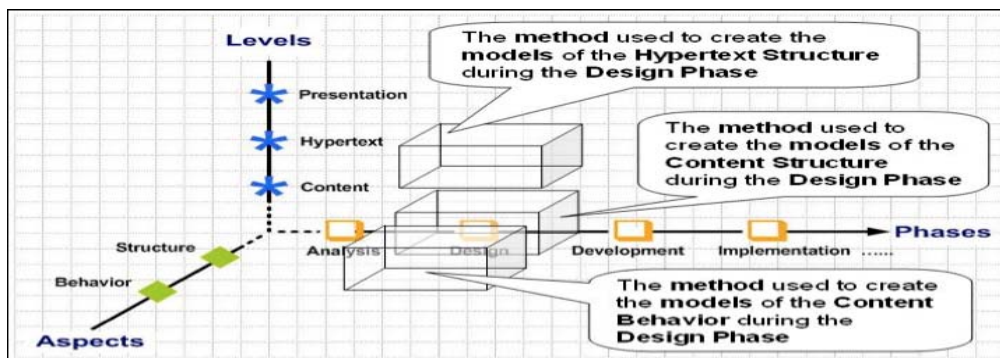 Levels
The method used to create the
models of the Hypertext Structure
during the Design Phase
Presentation
Hypertext
Content
The method used to
create the models of the
Content Structure
during the Design Phase
Structure
Behavior
Aspects
Analysis
Design
Development
Implementation ......
Phases
The method used to create
the models of the Content
Behavior during the
Design Phase